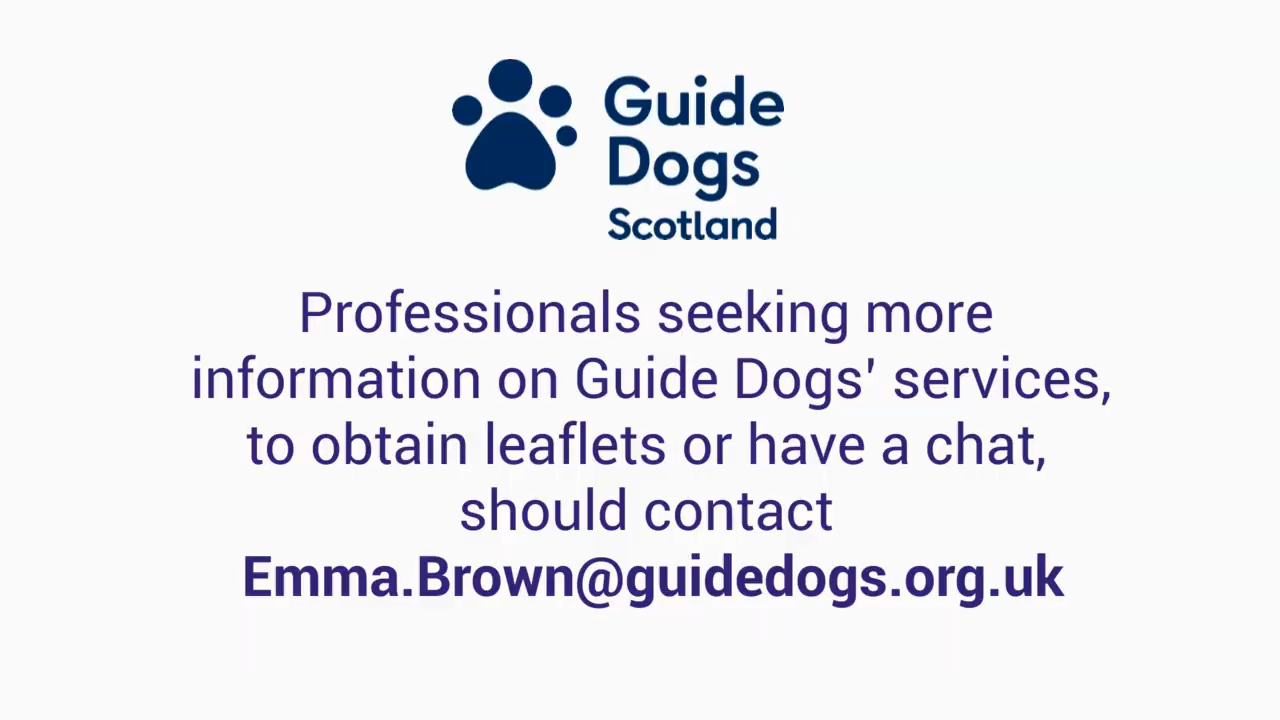 Guide
Dogs
Scotland
Professionals seeking more
information on Guide Dogs' services,
to obtain leaflets or have a chat,
should contact
Emma.Brown@guidedogs.org.uk